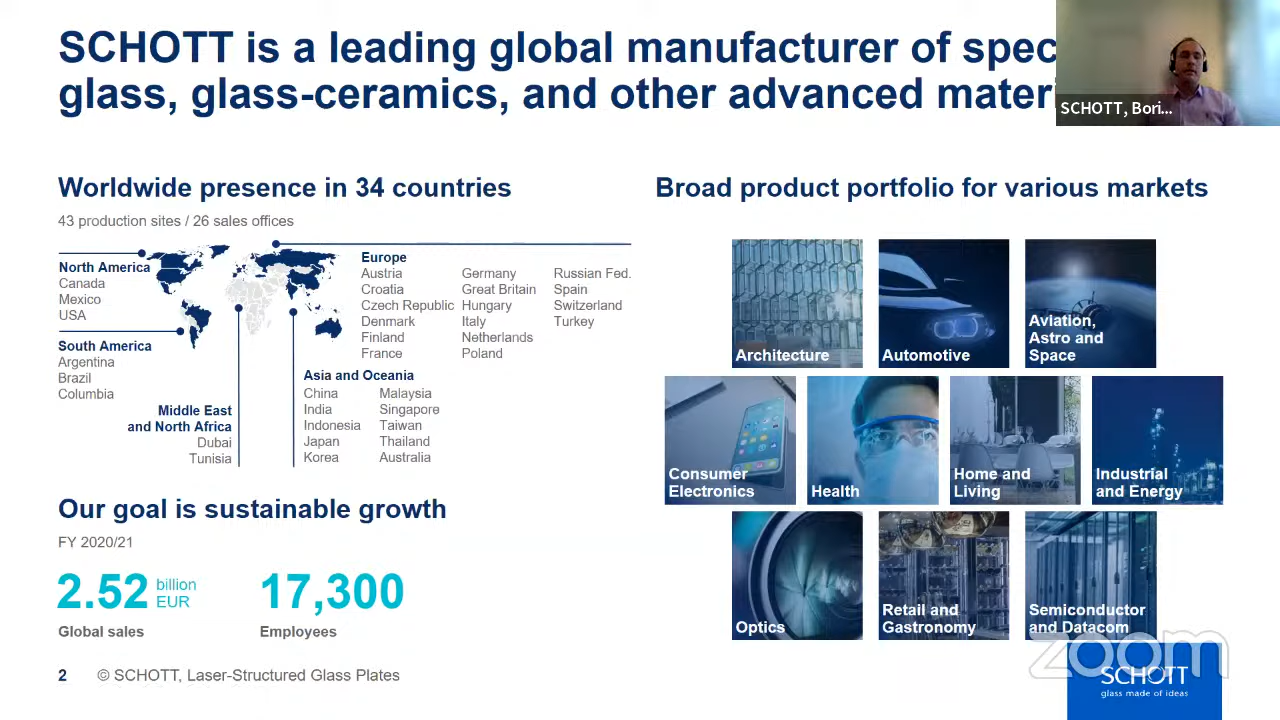 SCHOTT is a leading global manufacturer of spec
glass, glass-ceramics, and other advanced materi
SCHOTT, Bori...
Worldwide presence in 34 countries
43 production sites / 26 sales offices
North America
Canada
Mexico
USA
South America
Argentina
Brazil
Columbia
Middle East
and North Africa
Dubai
Tunisia
Europe
Austria
Croatia
Czech Republic
Denmark
Finland
France
Germany
Great Britain
Hungary
Italy
Netherlands
Poland
Russian Fed.
Spain
Switzerland
Turkey
Asia and Oceania
China
India
Indonesia
Japan
Korea
Malaysia
Singapore
Taiwan
Thailand
Australia
Our goal is sustainable growth
FY 2020/21
2.52 billion
EUR
Global sales
17,300
Employees
Broad product portfolio for various markets
Architecture
Automotive
Aviation,
Astro and
Space
Consumer
Electronics
Health
Home and
Living
Industrial
and Energy
Optics
Retail and
Gastronomy
Semiconductor
and Datacom
zoom
SCHOTT
glass made of ideas
2 © SCHOTT, Laser-Structured Glass Plates